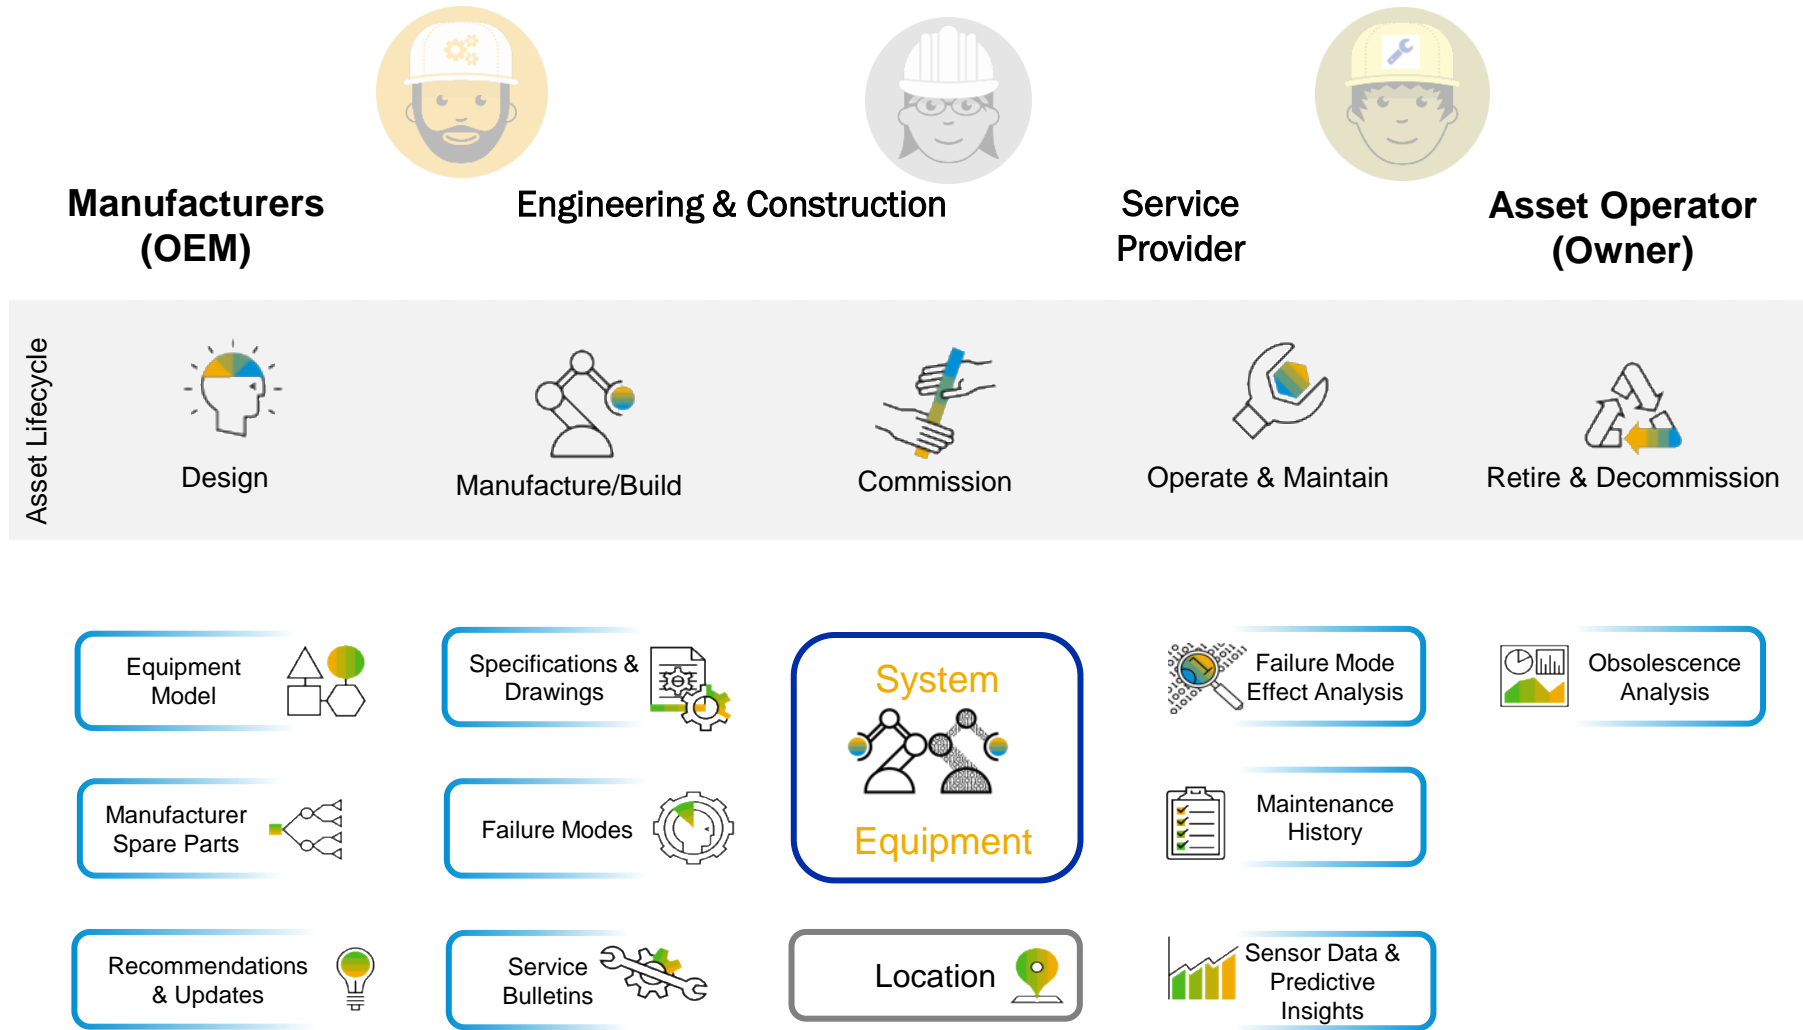 Manufacturers
(OEM)
Engineering & Construction
Service
Provider
Asset Operator
(Owner)
Asset Lifecycle
Design
Manufacture/Build
Commission
Operate & Maintain
Retire & Decommission
Equipment
Model
Specifications &
Drawings
System
Equipment
Failure Mode
Effect Analysis
Obsolescence
Analysis
Manufacturer
Spare Parts
Failure Modes
Maintenance
History
Recommendations
& Updates
Service
Bulletins
Location
Sensor Data &
Predictive
Insights